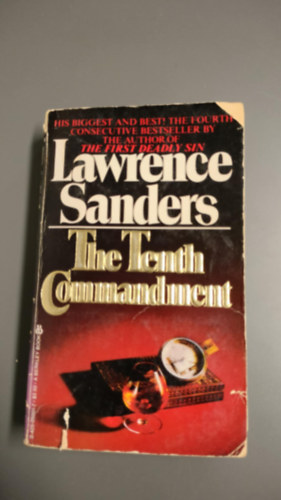 HIS BIGGEST AND BEST! THE FOURTH
CONSECUTIVE BESTSELLER BY
THE AUTHOR OF
THE FIRST DEADLY SIN
Lawrence
Sanders
The Tenth
Commandment